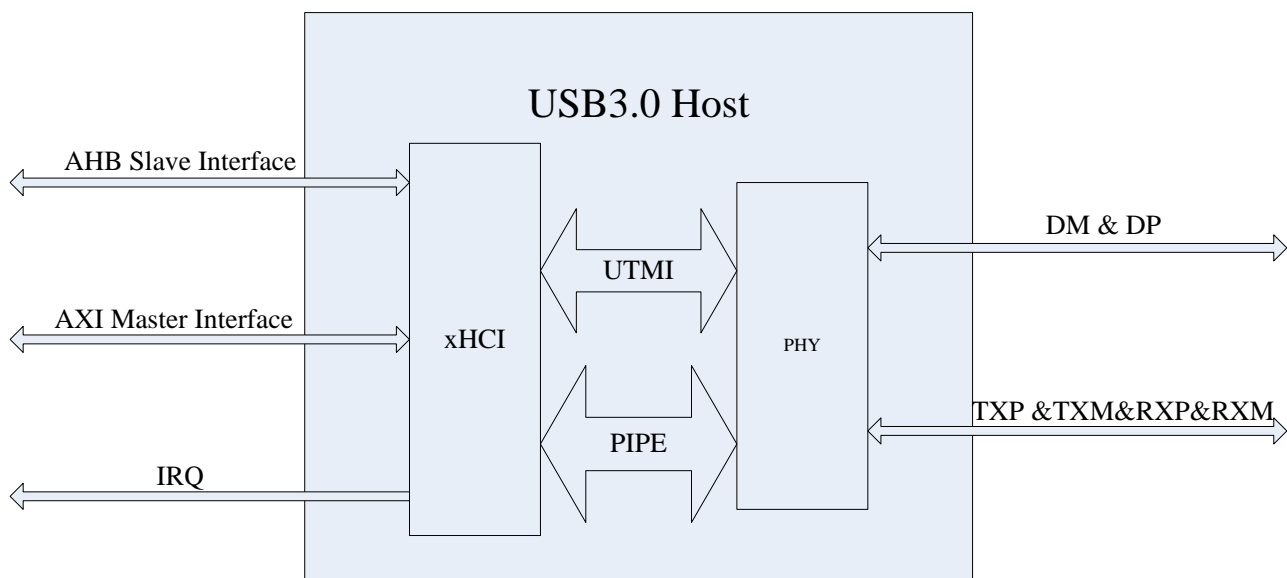 USB3.0 Host
AHB Slave Interface
DM & DP
UTMI
AXI Master Interface
xHCI
PHY
TXP &TXM&RXP&RXM
PIPE
IRQ